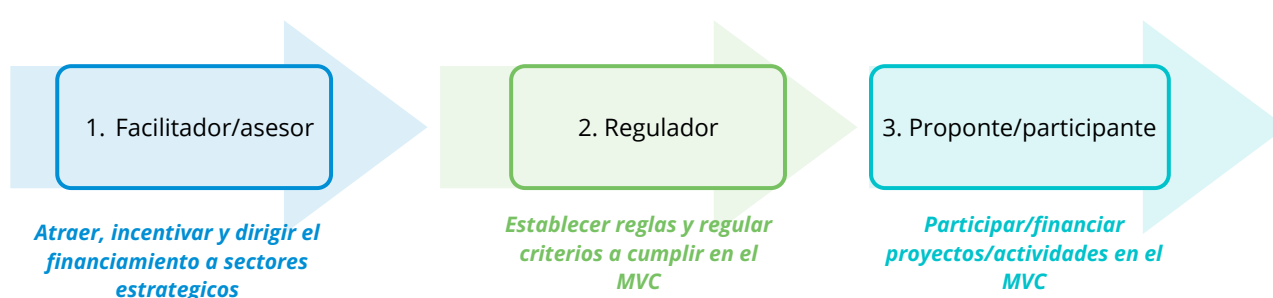 1. Facilitador/asesor
Atraer, incentivar y dirigir el
financiamiento a sectores
estrategicos
2. Regulador
Establecer reglas y regular
criterios a cumplir en el
MVC
3. Proponte/participante
Participar/financiar
proyectos/actividades en el
MVC